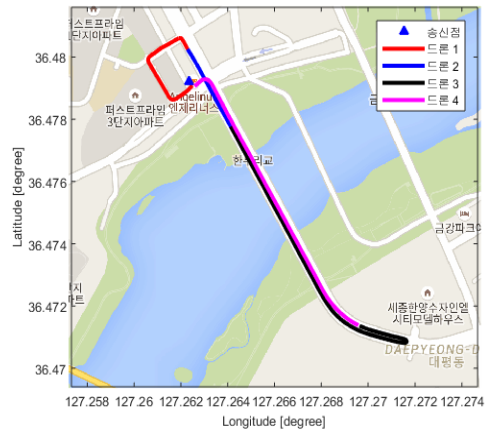 퍼스트프라임
단지아파트
Angelinus
엔제리너스
퍼스트프라임
3단지아파트
한두리교
금강파크
세종한양수자인엘
시티모델하우스
DAEPYEONG-D
대평동
송신점
드론 1
드론 2
드론 3
드론 4
Latitude [degree]
36.48
36.478
36.476
36.474
36.472
36.47
127.258 127.26 127.262 127.264 127.266 127.268 127.27 127.272 127.274
Longitude [degree]